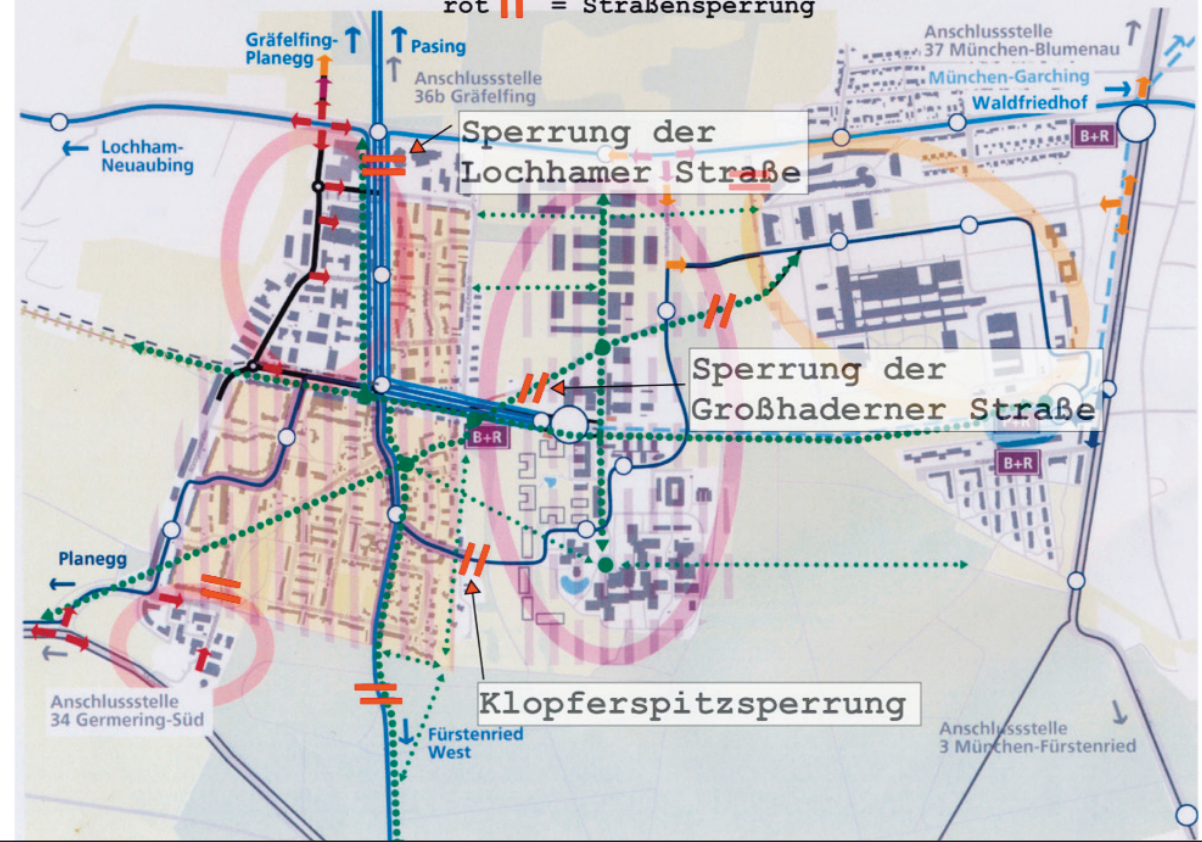 rot = Straßensperrung
Gräfelfing-
Planegg
Pasing
Anschlussstelle
36b Gräfelfing
Anschlussstelle
37 München-Blumenau
München-Garching
Waldfriedhof
B+R
Lochham-
Neuaubing
Sperrung der
Lochhamer Straße
Sperrung der
Großhaderner Straße
B+R
B+R
Planegg
Klopferspitzsperrung
Anschlussstelle
34 Germering-Süd
Fürstenried
West
Anschlussstelle
3 München-Fürstenried